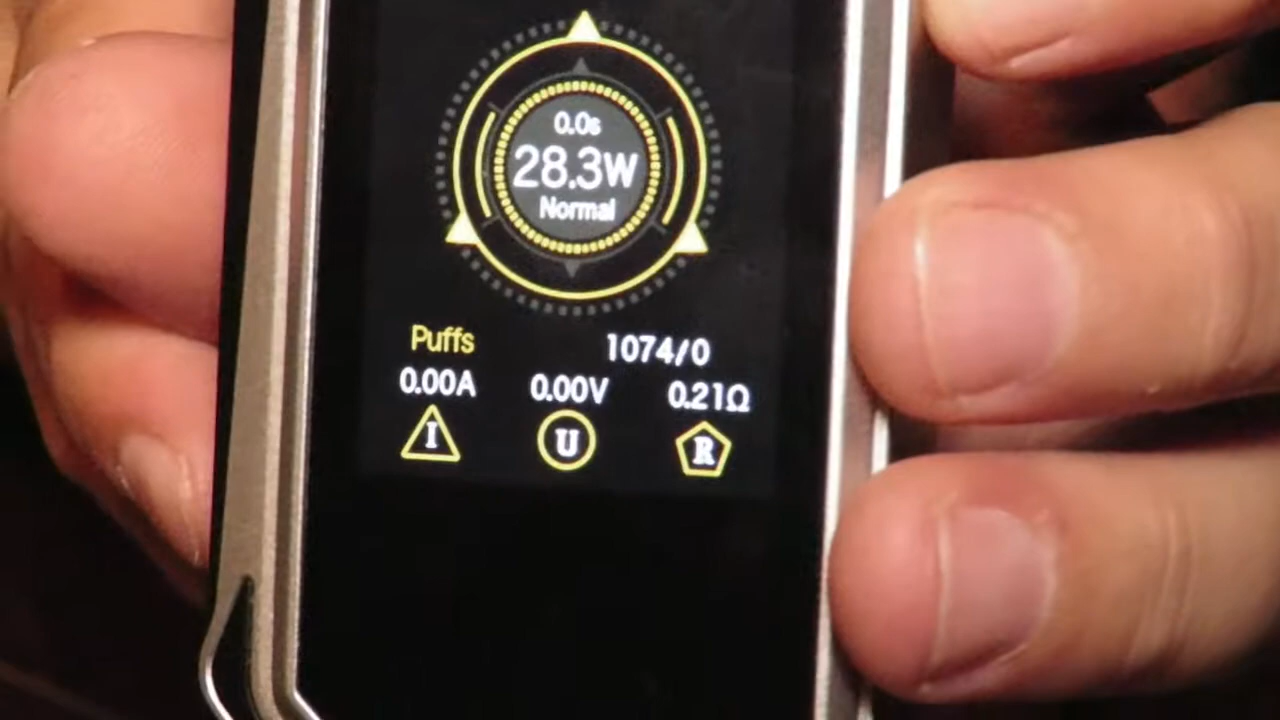 0.0s
28.3W
Normal
Puffs 1074/0
0.00A 0.00V 0.21Ω
I U R